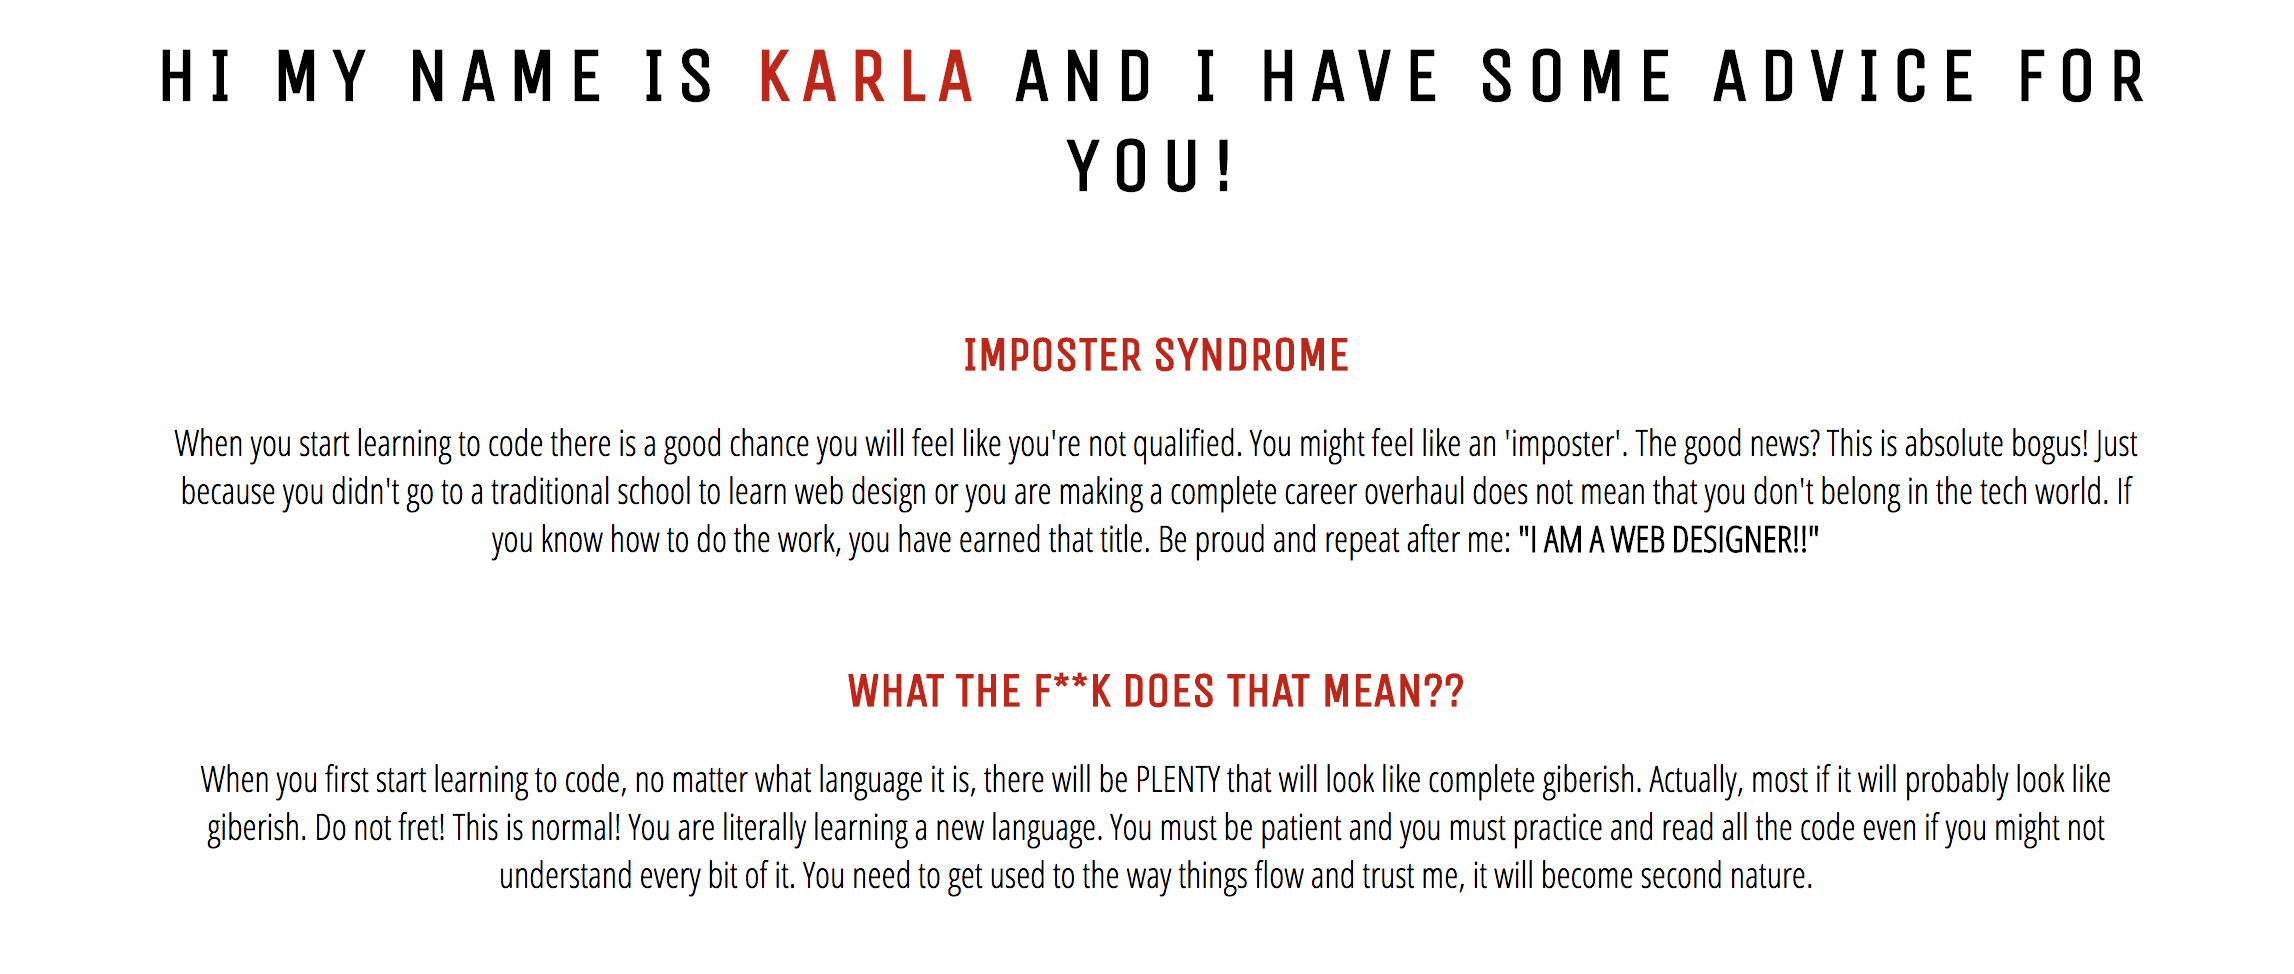 HI MY NAME IS KARLA AND I HAVE SOME ADVICE FOR
YOU!
IMPOSTER SYNDROME
When you start learning to code there is a good chance you will feel like you're not qualified. You might feel like an 'imposter'. The good news? This is absolute bogus! Just
because you didn't go to a traditional school to learn web design or you are making a complete career overhaul does not mean that you don't belong in the tech world. If
you know how to do the work, you have earned that title. Be proud and repeat after me: "I AM A WEB DESIGNER!!"
WHAT THE F**K DOES THAT MEAN??
When you first start learning to code, no matter what language it is, there will be PLENTY that will look like complete giberish. Actually, most if it will probably look like
giberish. Do not fret! This is normal! You are literally learning a new language. You must be patient and you must practice and read all the code even if you might not
understand every bit of it. You need to get used to the way things flow and trust me, it will become second nature.